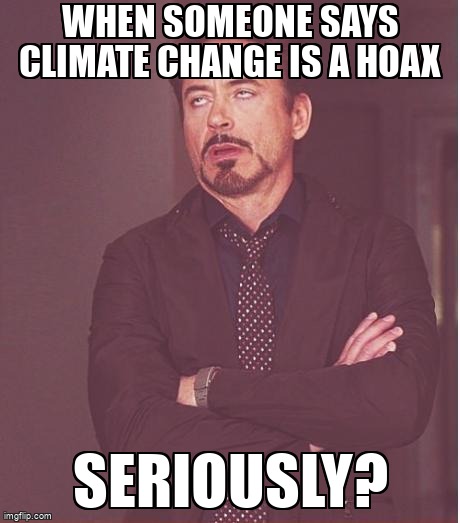 WHEN SOMEONE SAYS
CLIMATE CHANGE IS A HOAX
SERIOUSLY?
imgflip.com